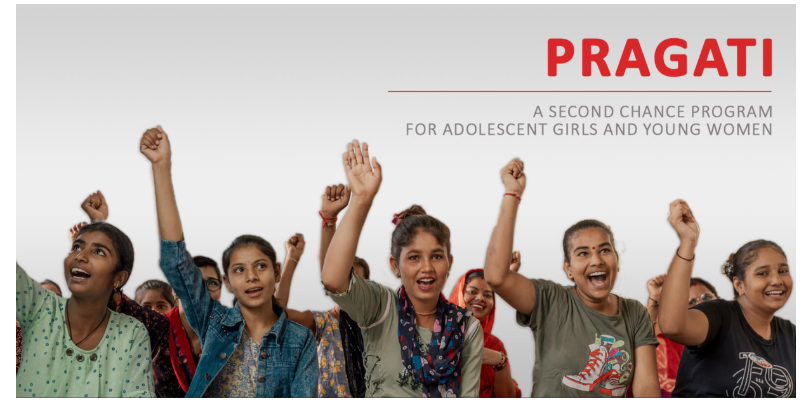 PRAGATI
A SECOND CHANCE PROGRAM
FOR ADOLESCENT GIRLS AND YOUNG WOMEN